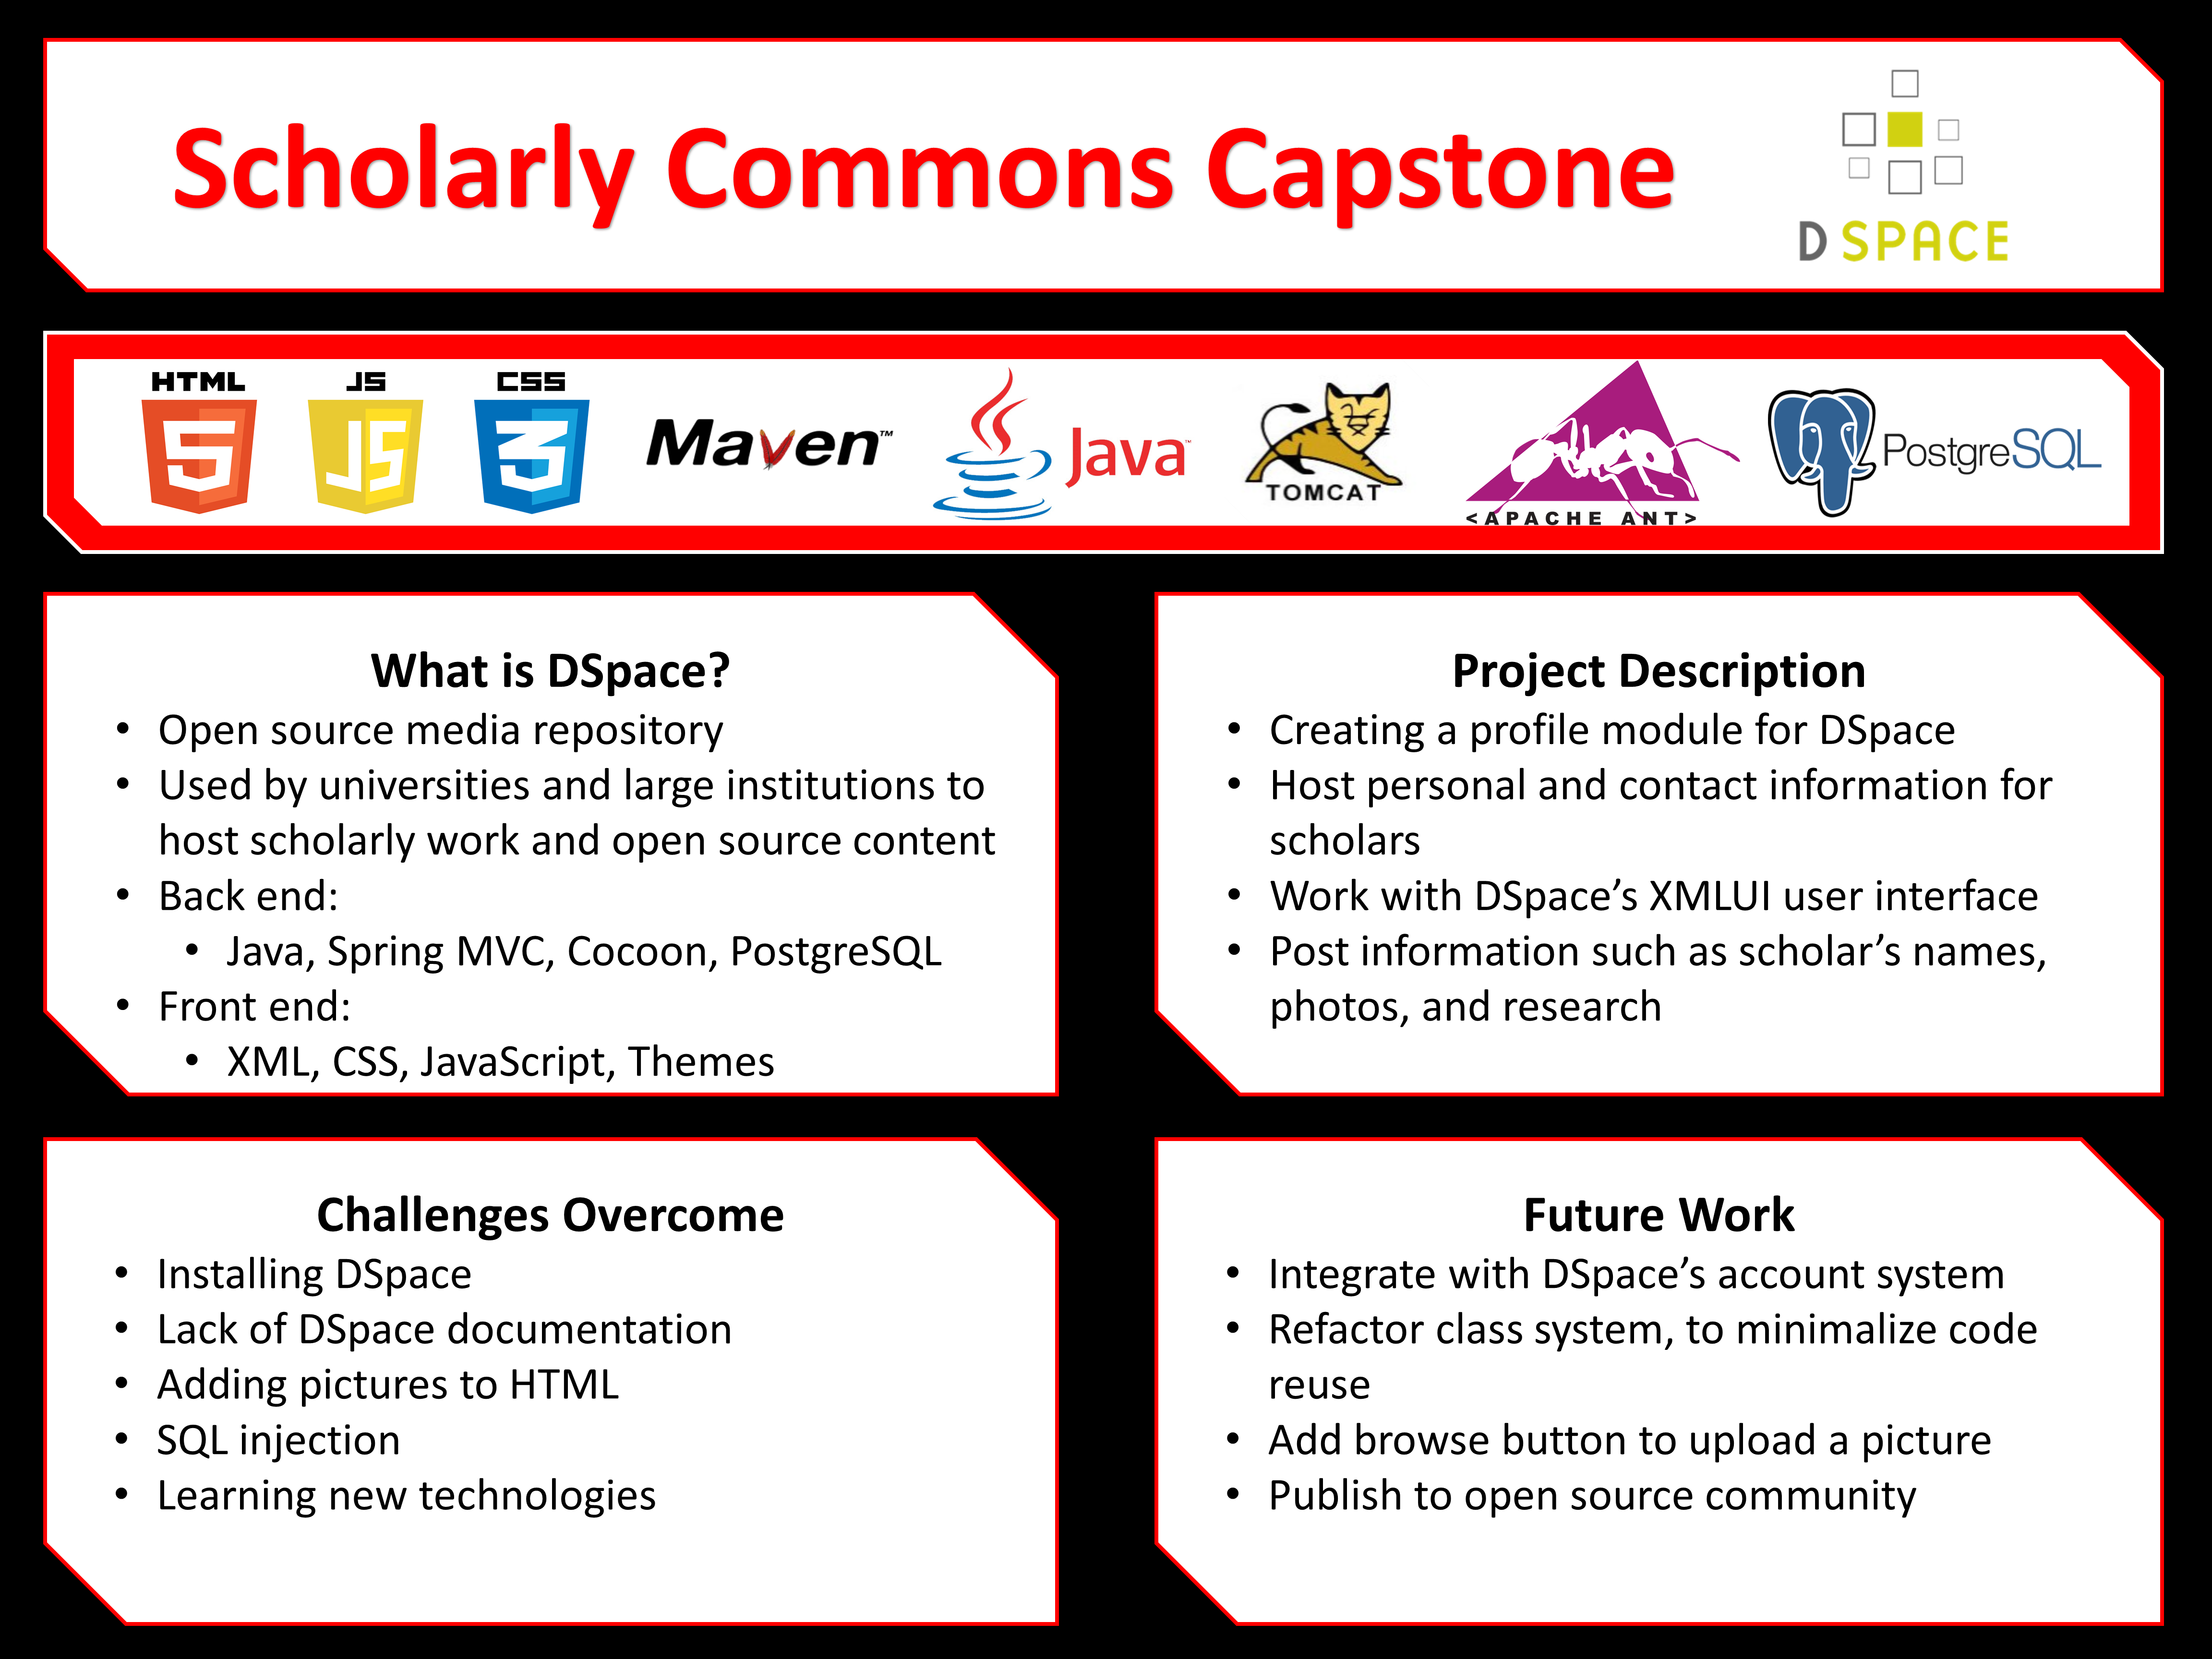 Scholarly Commons Capstone
D SPACE
HTML
5
JS
JS
CSS
3
Maven™
Java™
TOMCAT
<APACHE ANT>
PostgreSQL
What is DSpace?
• Open source media repository
• Used by universities and large institutions to
host scholarly work and open source content
• Back end:
• Java, Spring MVC, Cocoon, PostgreSQL
• Front end:
• XML, CSS, JavaScript, Themes
Project Description
• Creating a profile module for DSpace
• Host personal and contact information for
scholars
• Work with DSpace’s XMLUI user interface
• Post information such as scholar’s names,
photos, and research
Challenges Overcome
• Installing DSpace
• Lack of DSpace documentation
• Adding pictures to HTML
• SQL injection
• Learning new technologies
Future Work
• Integrate with DSpace’s account system
• Refactor class system, to minimalize code
reuse
• Add browse button to upload a picture
• Publish to open source community